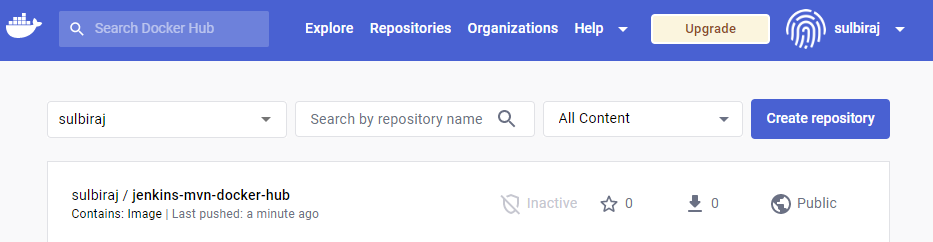 Search Docker Hub Explore Repositories Organizations Help Upgrade sulbiraj
sulbiraj Search by repository name All Content Create repository
sulbiraj / jenkins-mvn-docker-hub Inactive 0 0 Public
Contains: Image | Last pushed: a minute ago